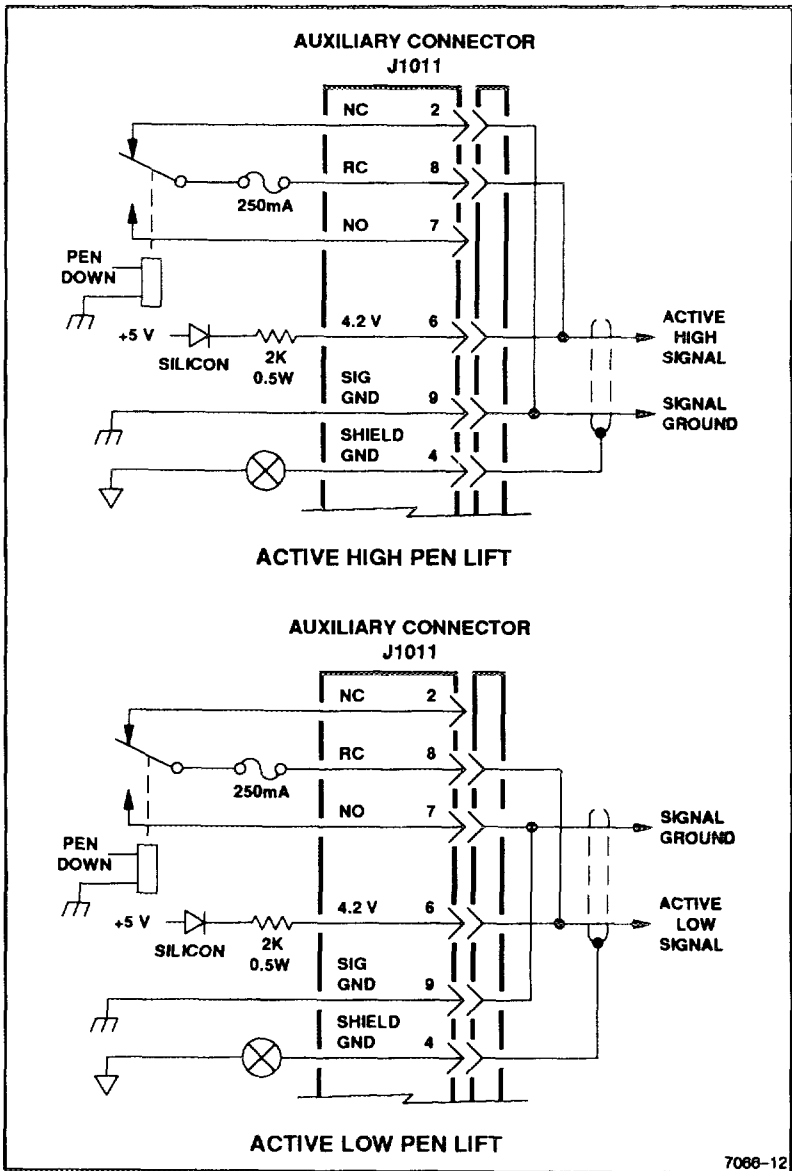 AUXILIARY CONNECTOR
J1011
NC 2
RC 8
250mA
NO 7
PEN
DOWN
+5 V
SILICON
2K
0.5W
4.2 V 6
SIG
GND 9
SHIELD
GND 4
ACTIVE
HIGH
SIGNAL
SIGNAL
GROUND
ACTIVE HIGH PEN LIFT
AUXILIARY CONNECTOR
J1011
NC 2
RC 8
250mA
NO 7
PEN
DOWN
+5 V
SILICON
2K
0.5W
4.2 V 6
SIG
GND 9
SHIELD
GND 4
SIGNAL
GROUND
ACTIVE
LOW
SIGNAL
ACTIVE LOW PEN LIFT
7066-12